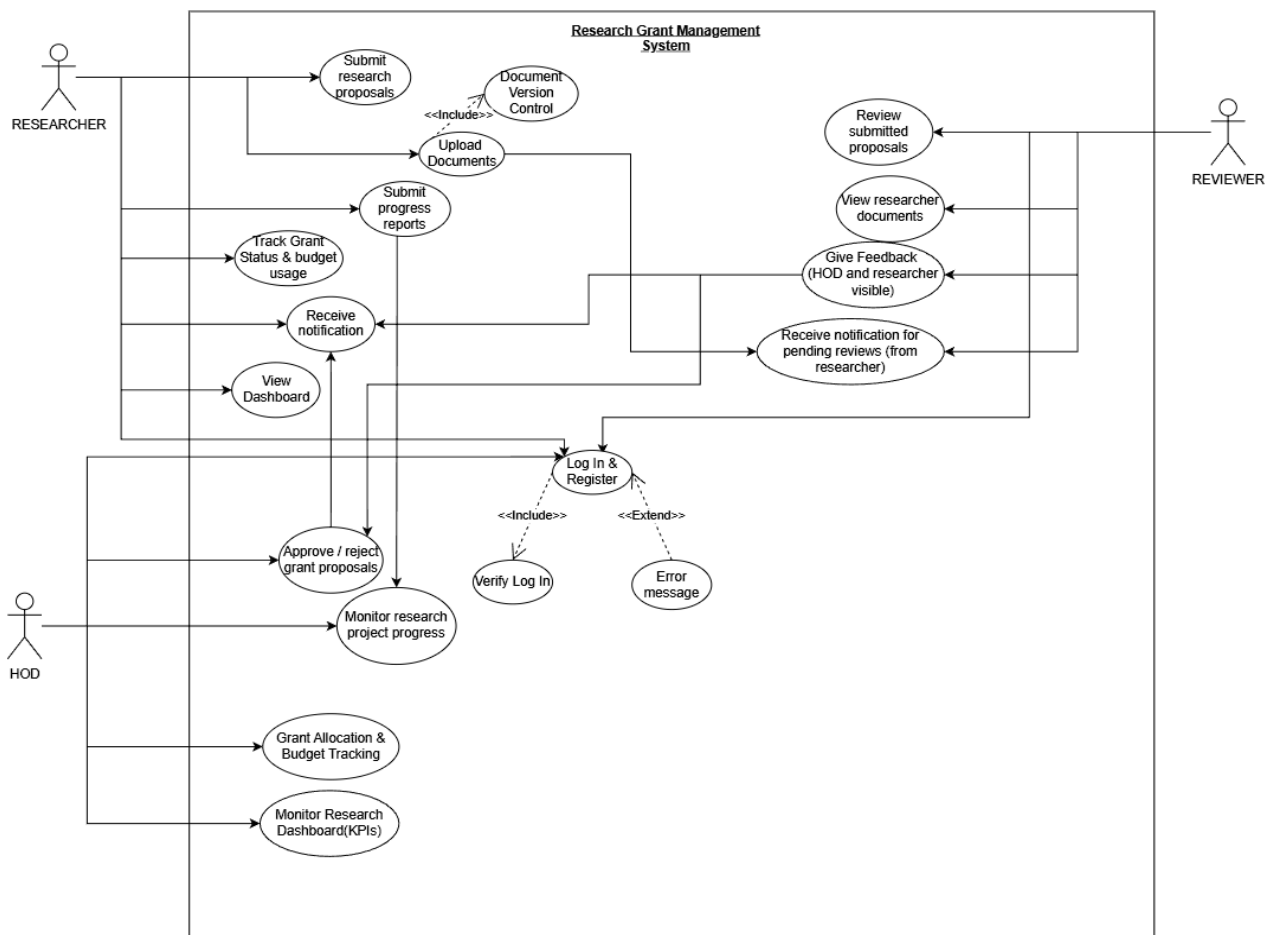 Research Grant Management
System
RESEARCHER
Submit
research
proposals
Document
Version
Control
<<Include>>
Upload
Documents
Review
submitted
proposals
REVIEWER
Submit
progress
reports
View researcher
documents
Track Grant
Status & budget
usage
Give Feedback
(HOD and researcher
visible)
Receive
notification
Receive notification for
pending reviews (from
researcher)
View
Dashboard
Log In &
Register
<<Include>>
<<Extend>>
Approve / reject
grant proposals
Verify Log In
Error
message
Monitor research
project progress
HOD
Grant Allocation &
Budget Tracking
Monitor Research
Dashboard(KPIs)